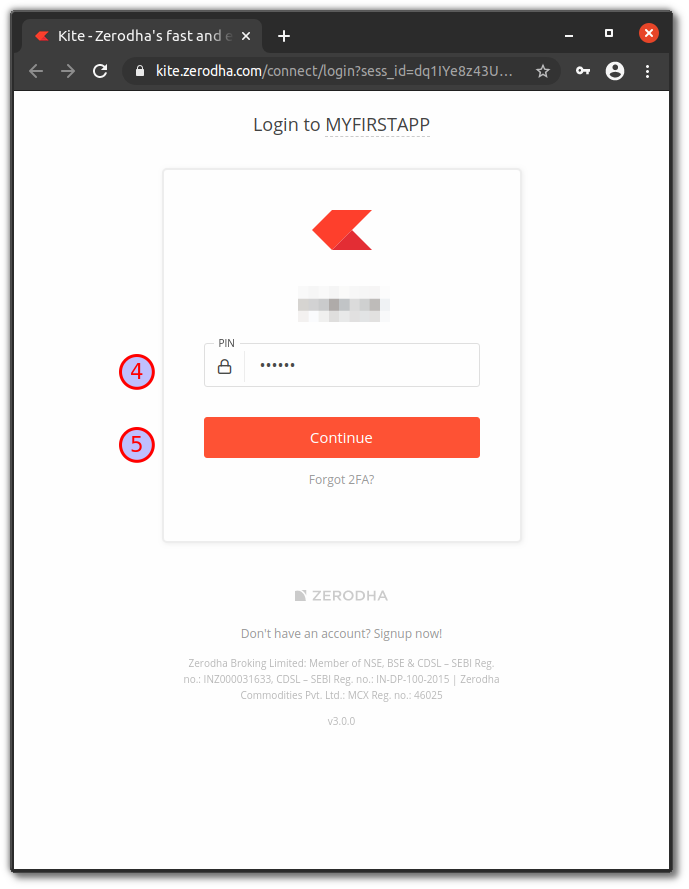 Kite - Zerodha's fast and e
kite.zerodha.com/connect/login?sess_id=dq1IYe8z43U...
Login to MYFIRSTAPP
PIN
4
••••••
5
Continue
Forgot 2FA?
ZERODHA
Don't have an account? Signup now!
Zerodha Broking Limited: Member of NSE, BSE & CDSL – SEBI Reg.
no.: INZ000031633, CDSL – SEBI Reg. no.: IN-DP-100-2015 | Zerodha
Commodities Pvt. Ltd.: MCX Reg. no.: 46025
v3.0.0